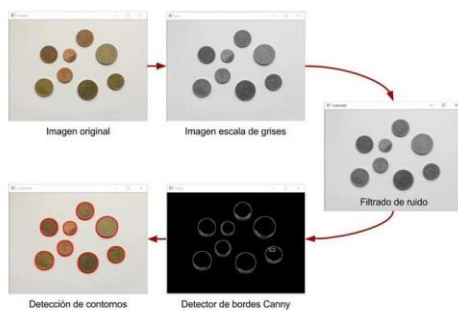 Imagen original
Imagen escala de grises
Filtrado de ruido
Detección de contornos
Detector de bordes Canny